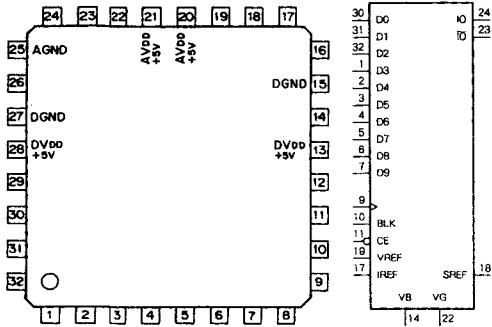 24 23 22 21 20 19 18 17
AVDD +5V AVDD +5V
25 AGND 16
26 DGND 15
27 DGND 14
28 DVDD +5V DVDD +5V 13
29 12
30 11
31 10
32 9
1 2 3 4 5 6 7 8
30 D0 IO 24
31 D1 IO 23
32 D2
1 D3
2 D4
3 D5
4 D6
5 D7
6 D8
7 D9
9
10 BLK
11 CE
19 VREF
17 IREF SREF 18
VB VG
14 22